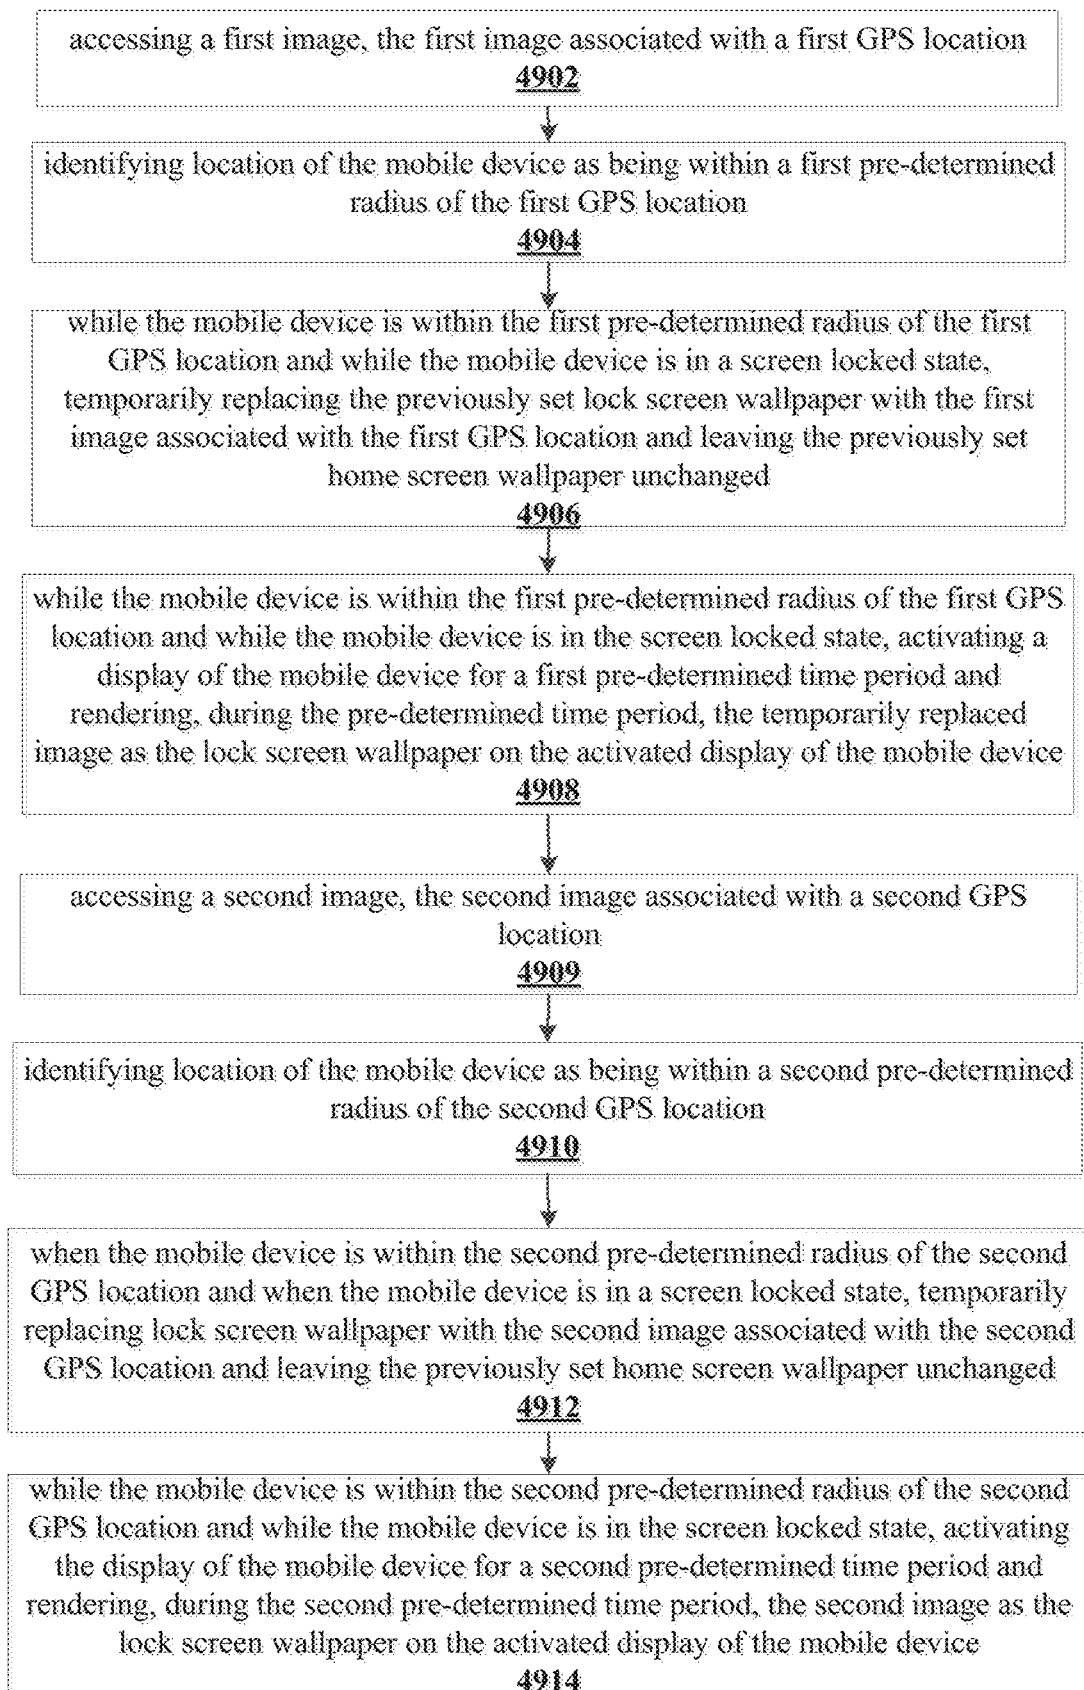 accessing a first image, the first image associated with a first GPS location
4902
identifying location of the mobile device as being within a first pre-determined
radius of the first GPS location
4904
while the mobile device is within the first pre-determined radius of the first
GPS location and while the mobile device is in a screen locked state,
temporarily replacing the previously set lock screen wallpaper with the first
image associated with the first GPS location and leaving the previously set
home screen wallpaper unchanged
4906
while the mobile device is within the first pre-determined radius of the first GPS
location and while the mobile device is in the screen locked state, activating a
display of the mobile device for a first pre-determined time period and
rendering, during the pre-determined time period, the temporarily replaced
image as the lock screen wallpaper on the activated display of the mobile device
4908
accessing a second image, the second image associated with a second GPS
location
4909
identifying location of the mobile device as being within a second pre-determined
radius of the second GPS location
4910
when the mobile device is within the second pre-determined radius of the second
GPS location and when the mobile device is in a screen locked state, temporarily
replacing lock screen wallpaper with the second image associated with the second
GPS location and leaving the previously set home screen wallpaper unchanged
4912
while the mobile device is within the second pre-determined radius of the second
GPS location and while the mobile device is in the screen locked state, activating
the display of the mobile device for a second pre-determined time period and
rendering, during the second pre-determined time period, the second image as the
lock screen wallpaper on the activated display of the mobile device
4914